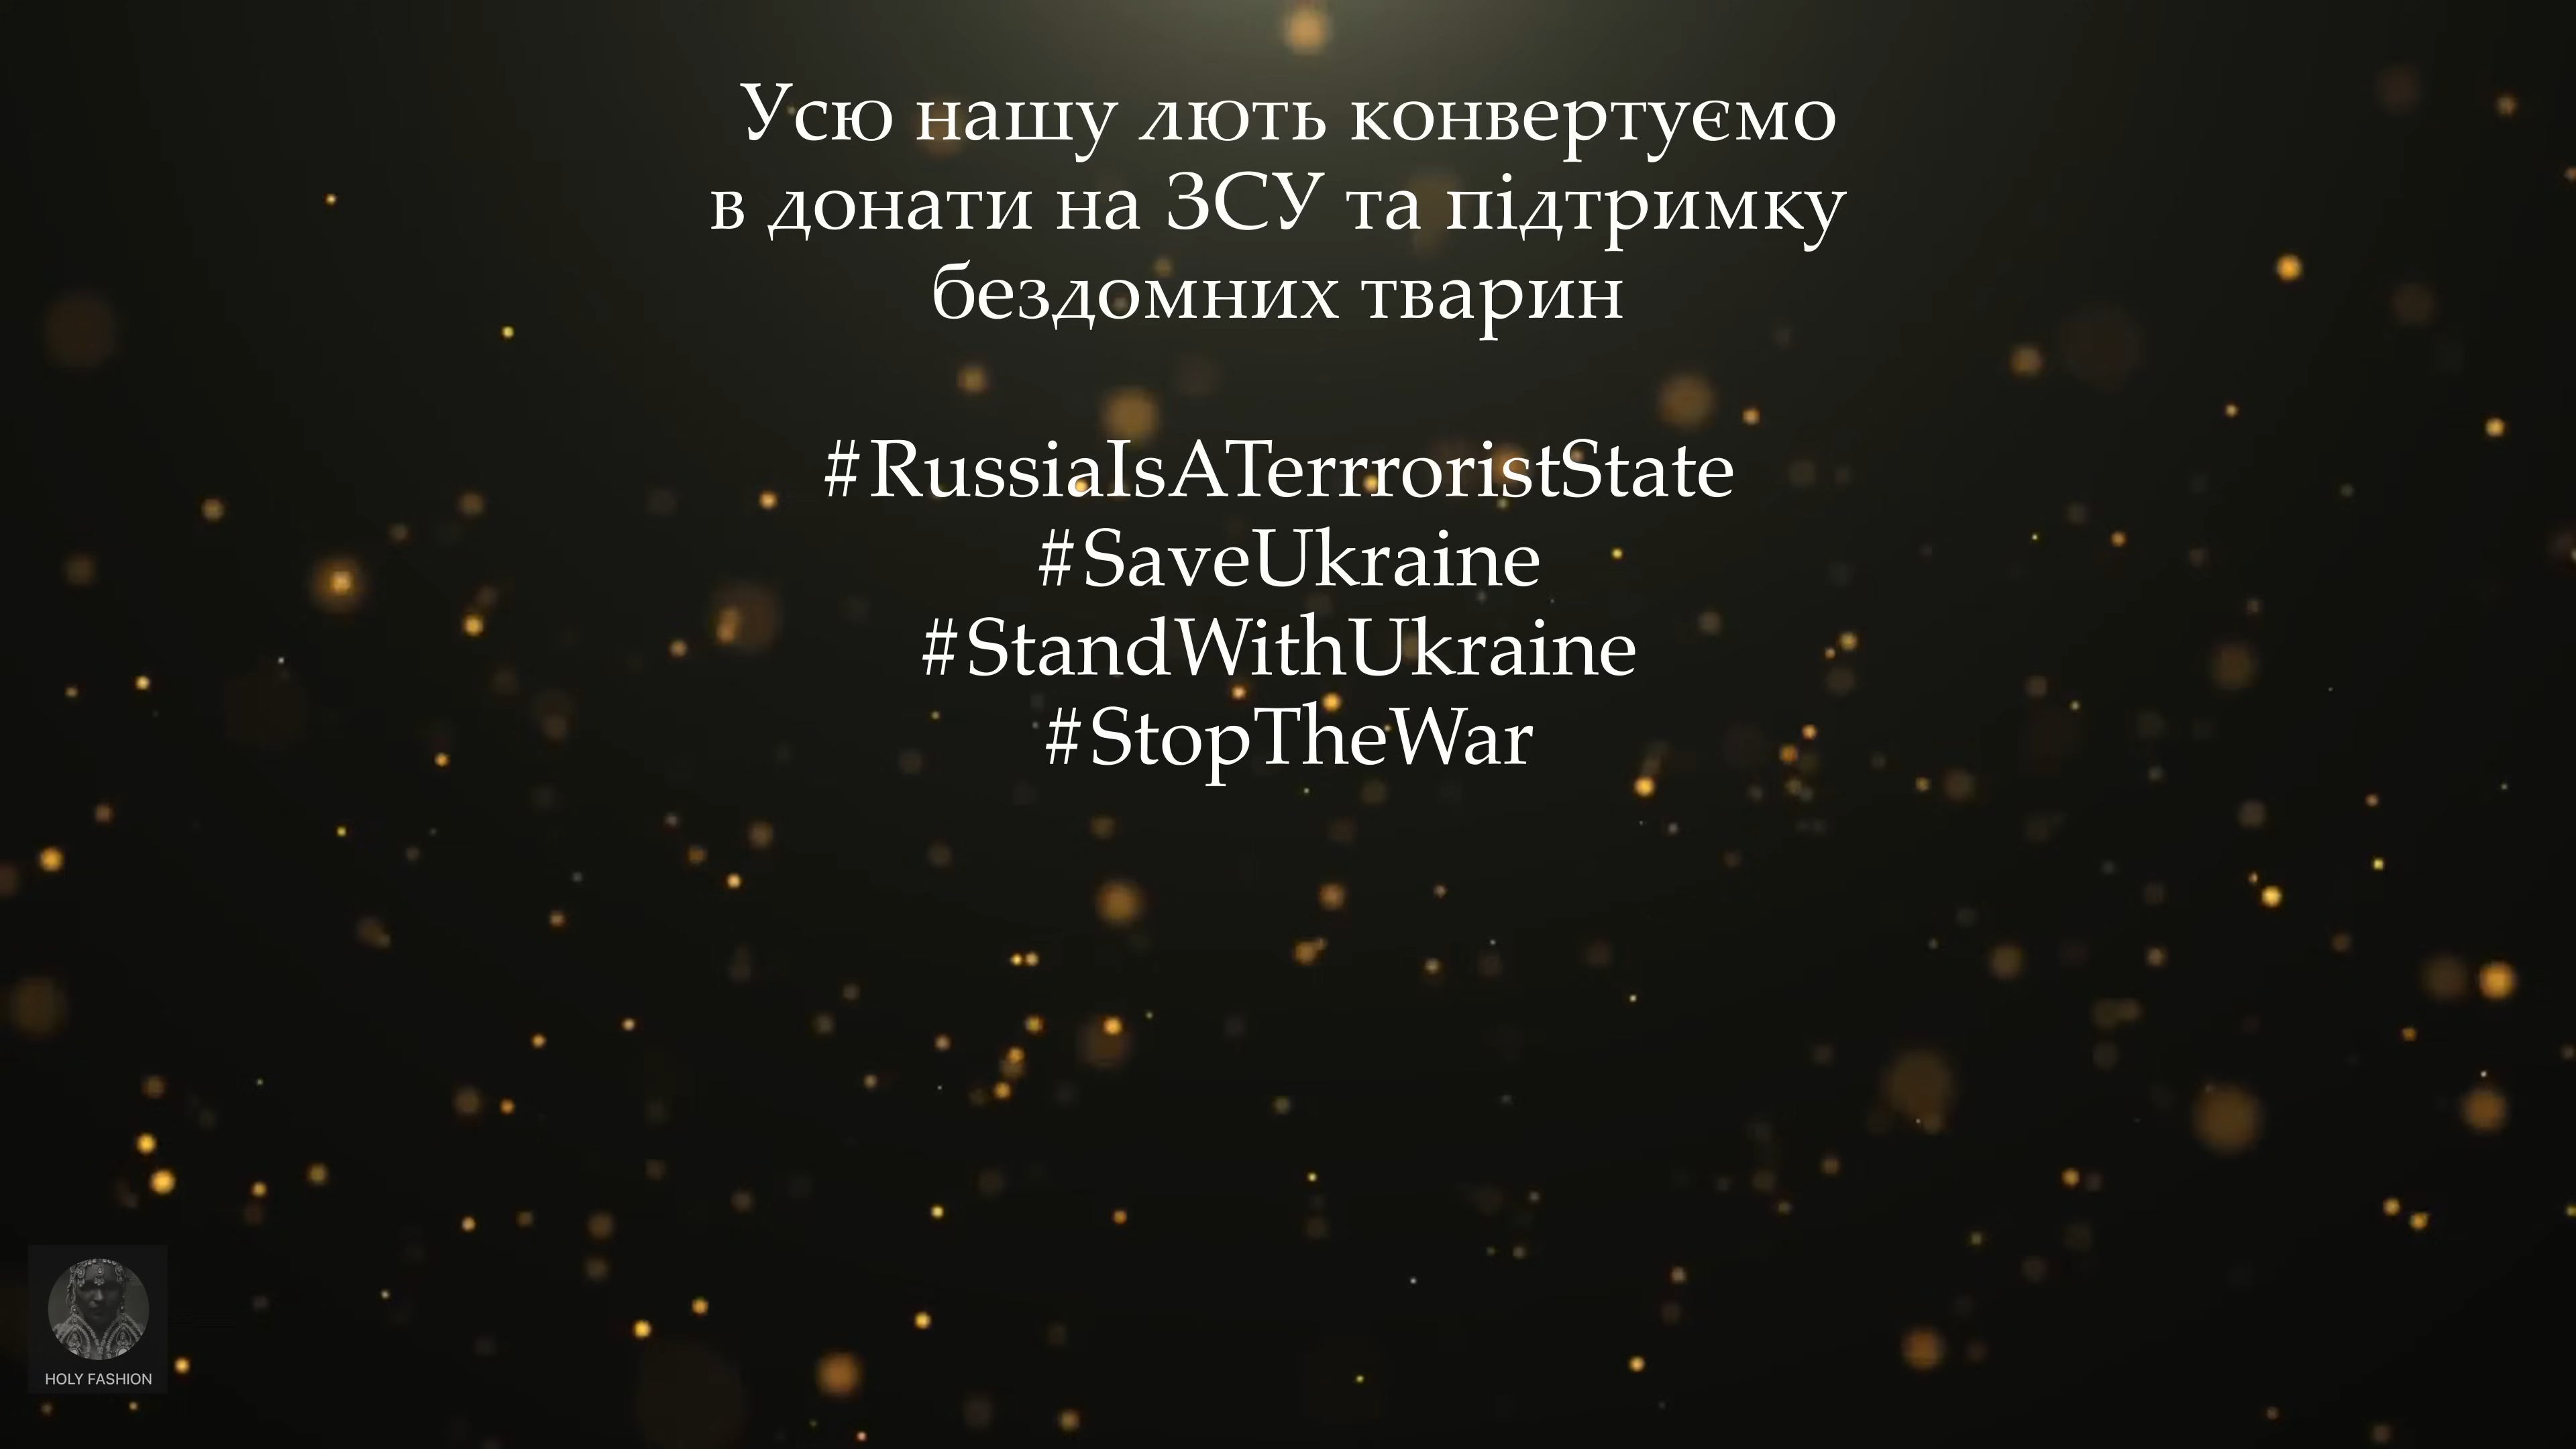 Усю нашу лють конвертуємо
в донати на ЗСУ та підтримку
бездомних тварин
#RussiaIsATerrroristState
#SaveUkraine
#StandWithUkraine
#StopTheWar
HOLY FASHION